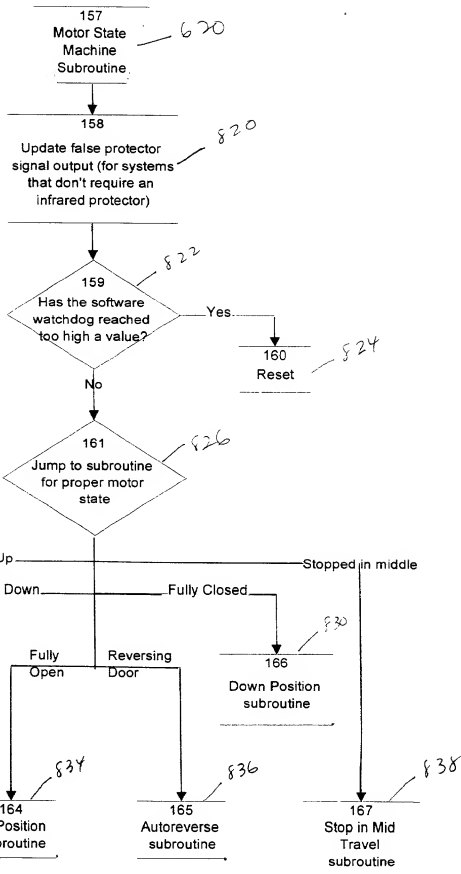 157
Motor State
Machine
Subroutine
620
158
Update false protector
signal output (for systems
that don't require an
infrared protector)
820
822
159
Has the software
watchdog reached
too high a value?
Yes
160
Reset
824
No
826
161
Jump to subroutine
for proper motor
state
Up
Stopped in middle
Down
Fully Closed
830
166
Down Position
subroutine
Fully
Open
Reversing
Door
834
836
838
164
Position
165
Autoreverse
subroutine
167
Stop in Mid
Travel
subroutine